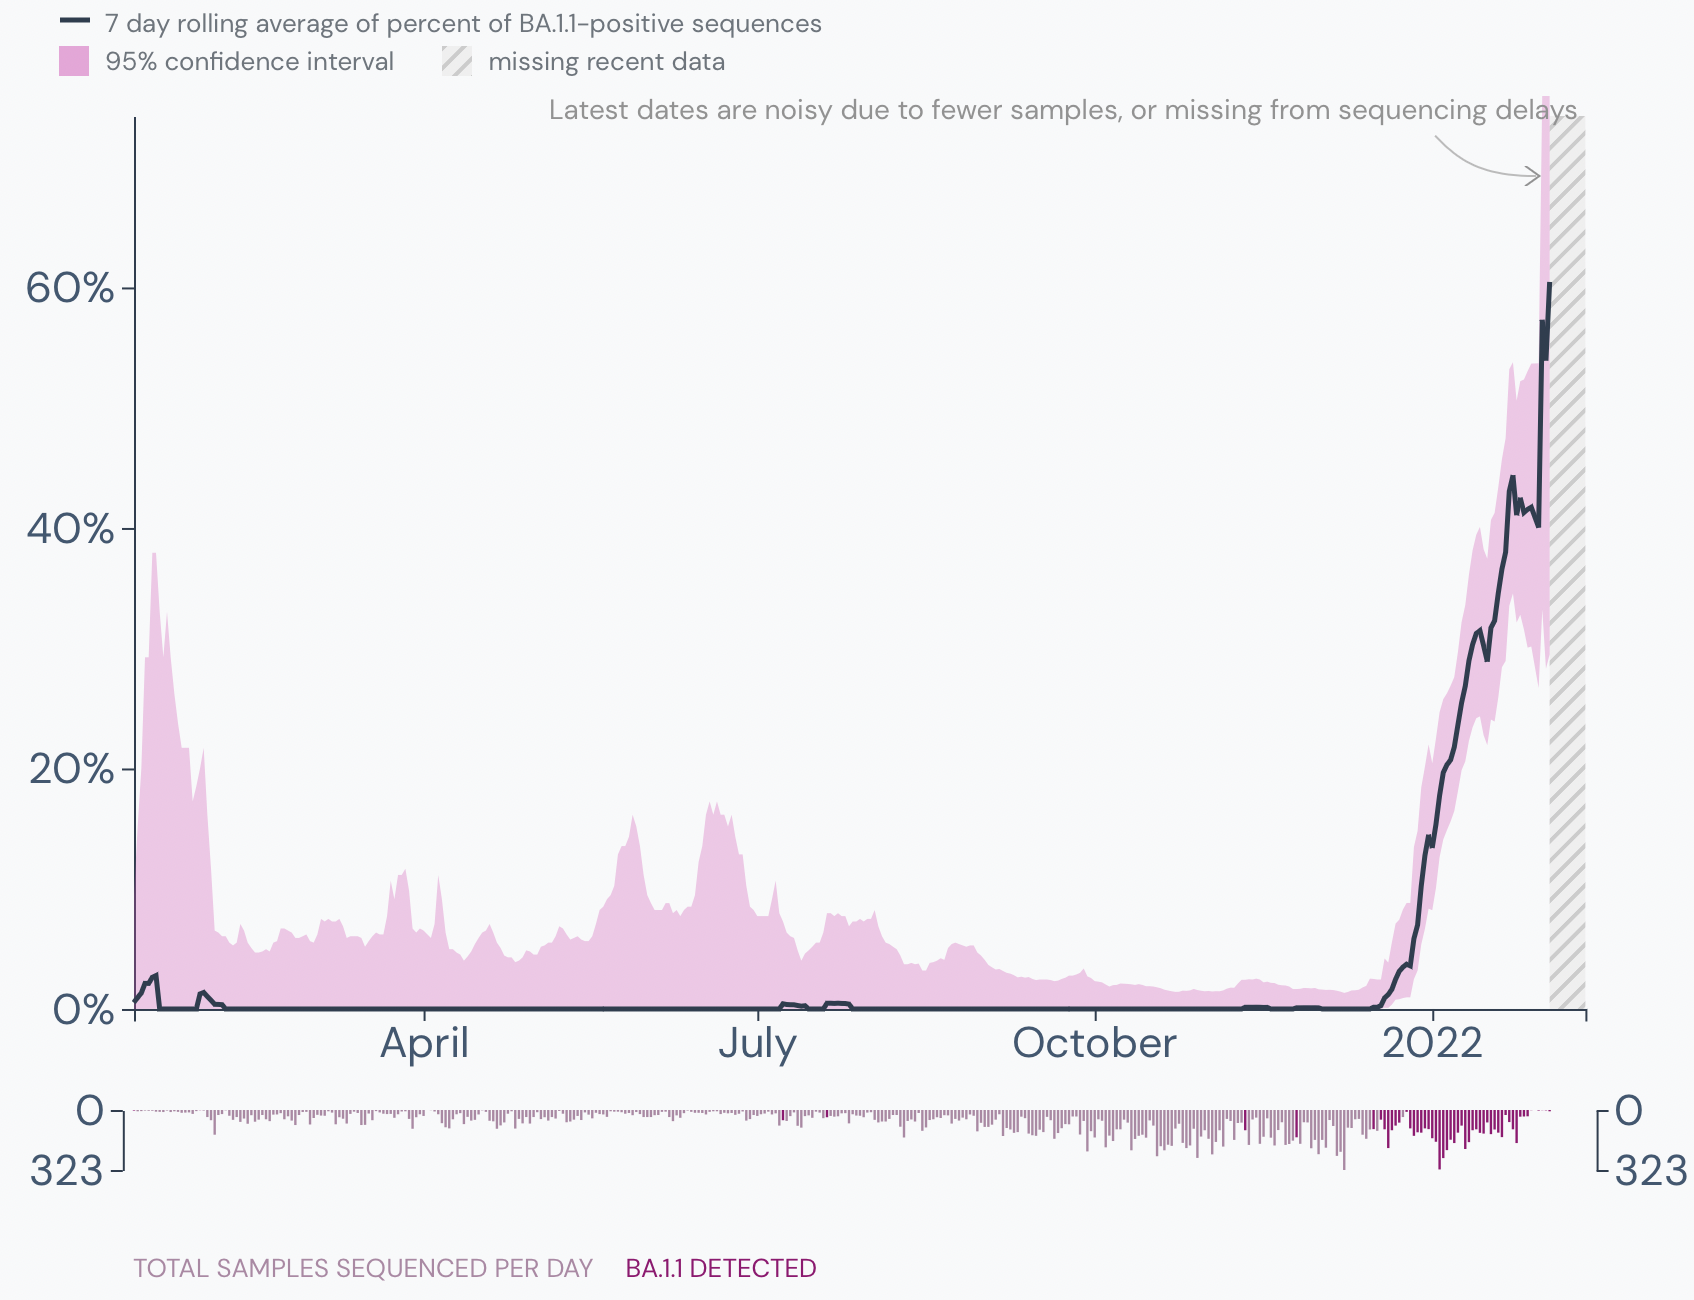 7 day rolling average of percent of BA.1.1-positive sequences
95% confidence interval missing recent data
Latest dates are noisy due to fewer samples, or missing from sequencing delays
60%
40%
20%
0%
April July October 2022
0 0
323 323
TOTAL SAMPLES SEQUENCED PER DAY BA.1.1 DETECTED